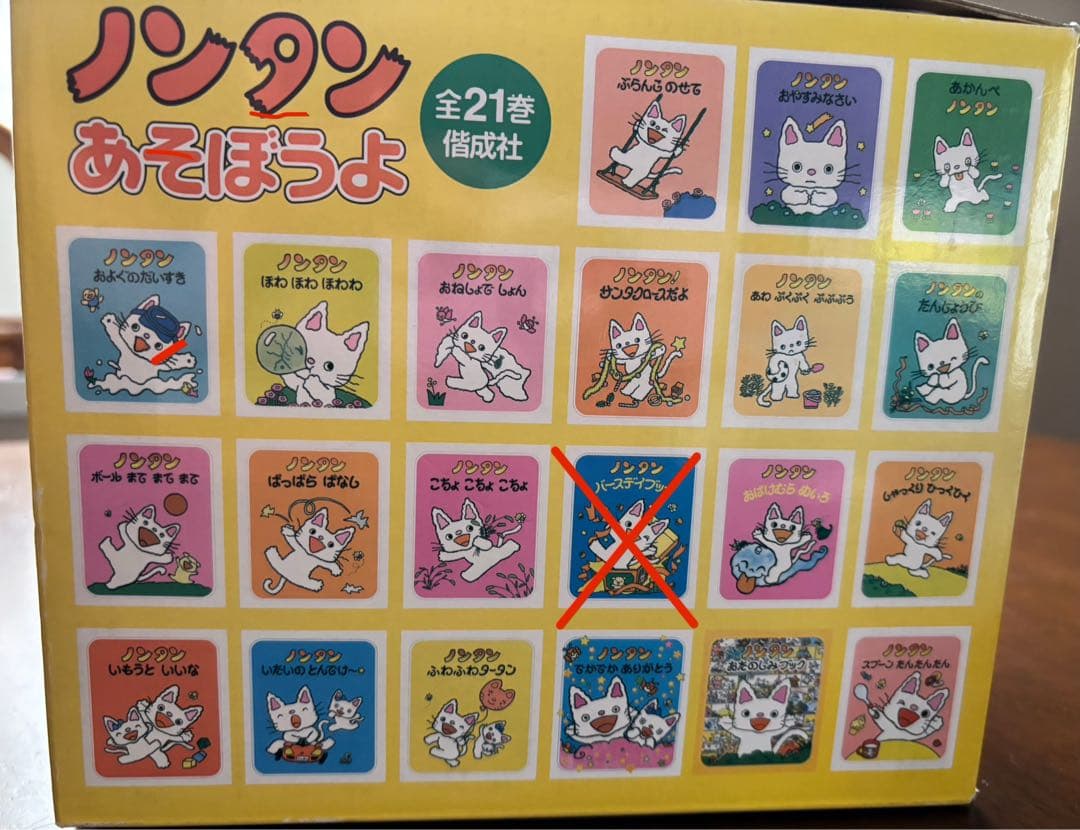 ノンタン
あそぼうよ
全21巻
偕成社
ノンタン
ぶらんこのせて
ノンタン
おやすみなさい
あかんべ
ノンタン
ノンタン
およぐのだいすき
ノンタン
ほわ ほわ ほわわ
ノンタン
おねしょで しょん
ノンタン!
サンタクロースだよ
ノンタン
あわ ぷくぷく ぷぷぷう
ノンタンの
たんじょうび
ノンタン
ボール まて まて まて
ノンタン
ぱっぱら ぱなし
ノンタン
こちょ こちょ こちょ
ノンタン
バースデイブック
ノンタン
おばけむら めいろ
ノンタン
しゃっくり ひっくひく
ノンタン
いもうと いいな
ノンタン
いたいの とんでけ〜☆
ノンタン
ふわふわタータン
ノンタン
でかでか ありがとう
ノンタン
おたのしみブック
ノンタン
スプーン たんたんたん